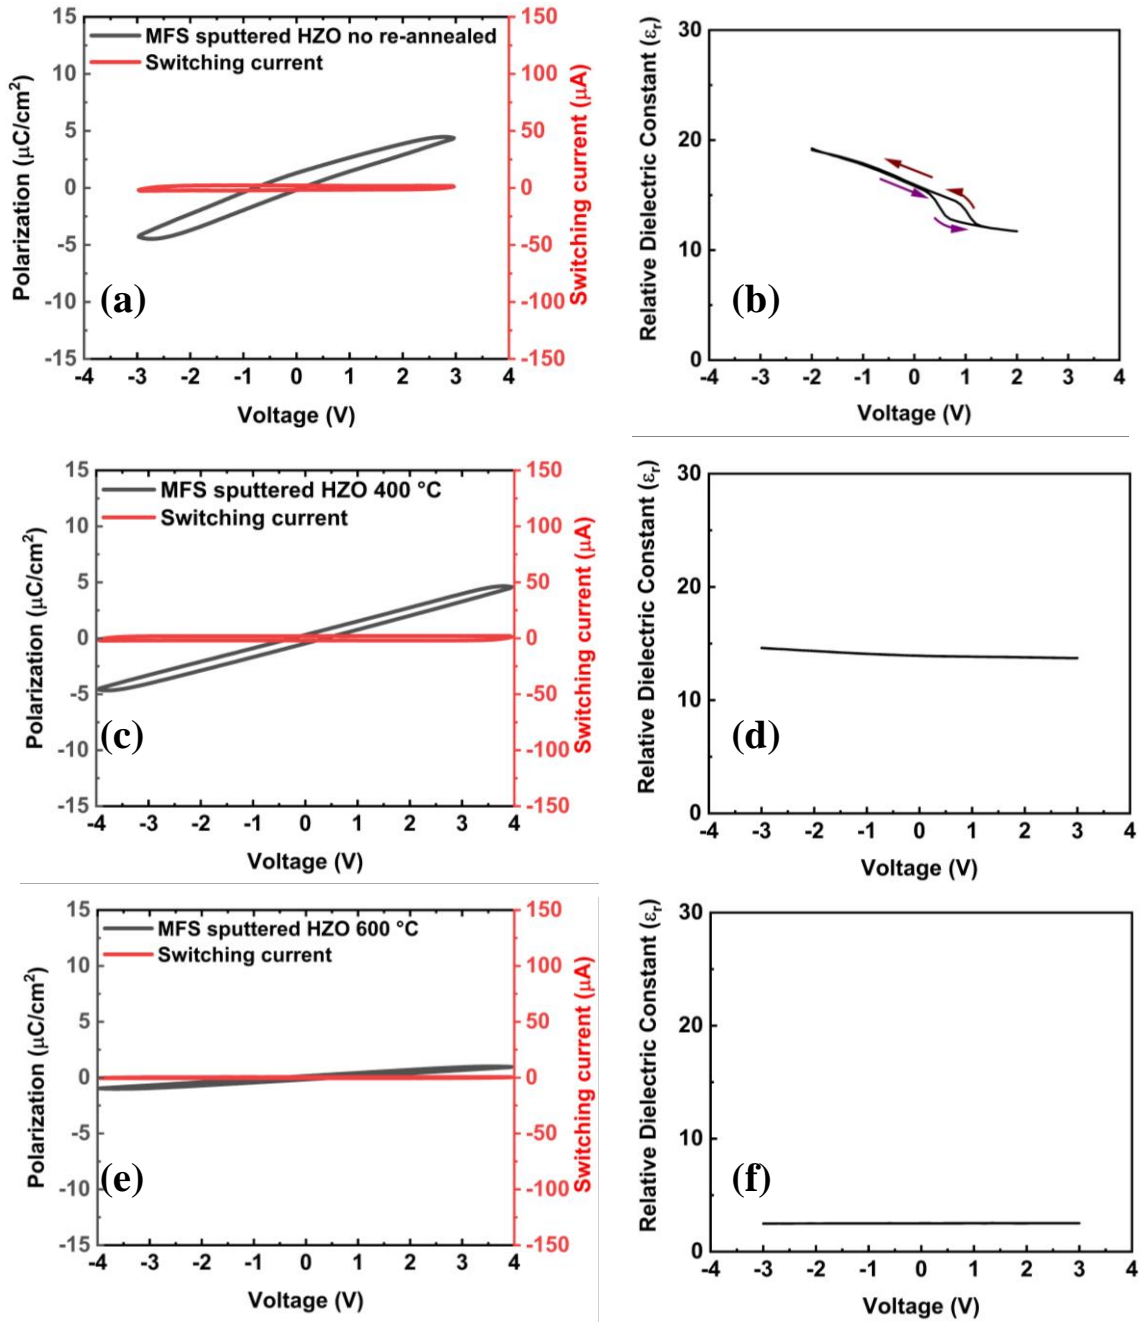 MFS sputtered HZO no re-annealed
Switching current
Polarization (μC/cm²)
15
10
5
0
-5
-10
-15
150
100
50
0
-50
-100
-150
Switching current (μA)
(a)
-4 -3 -2 -1 0 1 2 3 4
Voltage (V)
Relative Dielectric Constant (εr)
30
20
10
0
(b)
-4 -3 -2 -1 0 1 2 3 4
Voltage (V)
MFS sputtered HZO 400 °C
Switching current
Polarization (μC/cm²)
15
10
5
0
-5
-10
-15
150
100
50
0
-50
-100
-150
Switching current (μA)
(c)
-4 -3 -2 -1 0 1 2 3 4
Voltage (V)
Relative Dielectric Constant (εr)
30
20
10
0
(d)
-4 -3 -2 -1 0 1 2 3 4
Voltage (V)
MFS sputtered HZO 600 °C
Switching current
Polarization (μC/cm²)
15
10
5
0
-5
-10
-15
150
100
50
0
-50
-100
-150
Switching current (μA)
(e)
-4 -3 -2 -1 0 1 2 3 4
Voltage (V)
Relative Dielectric Constant (εr)
30
20
10
0
(f)
-4 -3 -2 -1 0 1 2 3 4
Voltage (V)